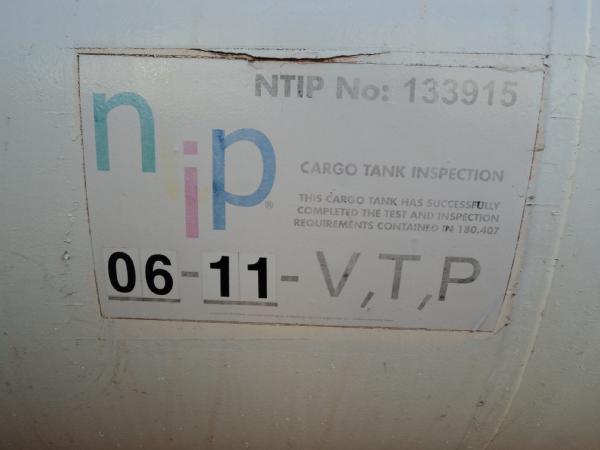 NTIP No: 133915
nip®
CARGO TANK INSPECTION
THIS CARGO TANK HAS SUCCESSFULLY
COMPLETED THE TEST AND INSPECTION
REQUIREMENTS CONTAINED IN 180.407
06-11-V,T,P